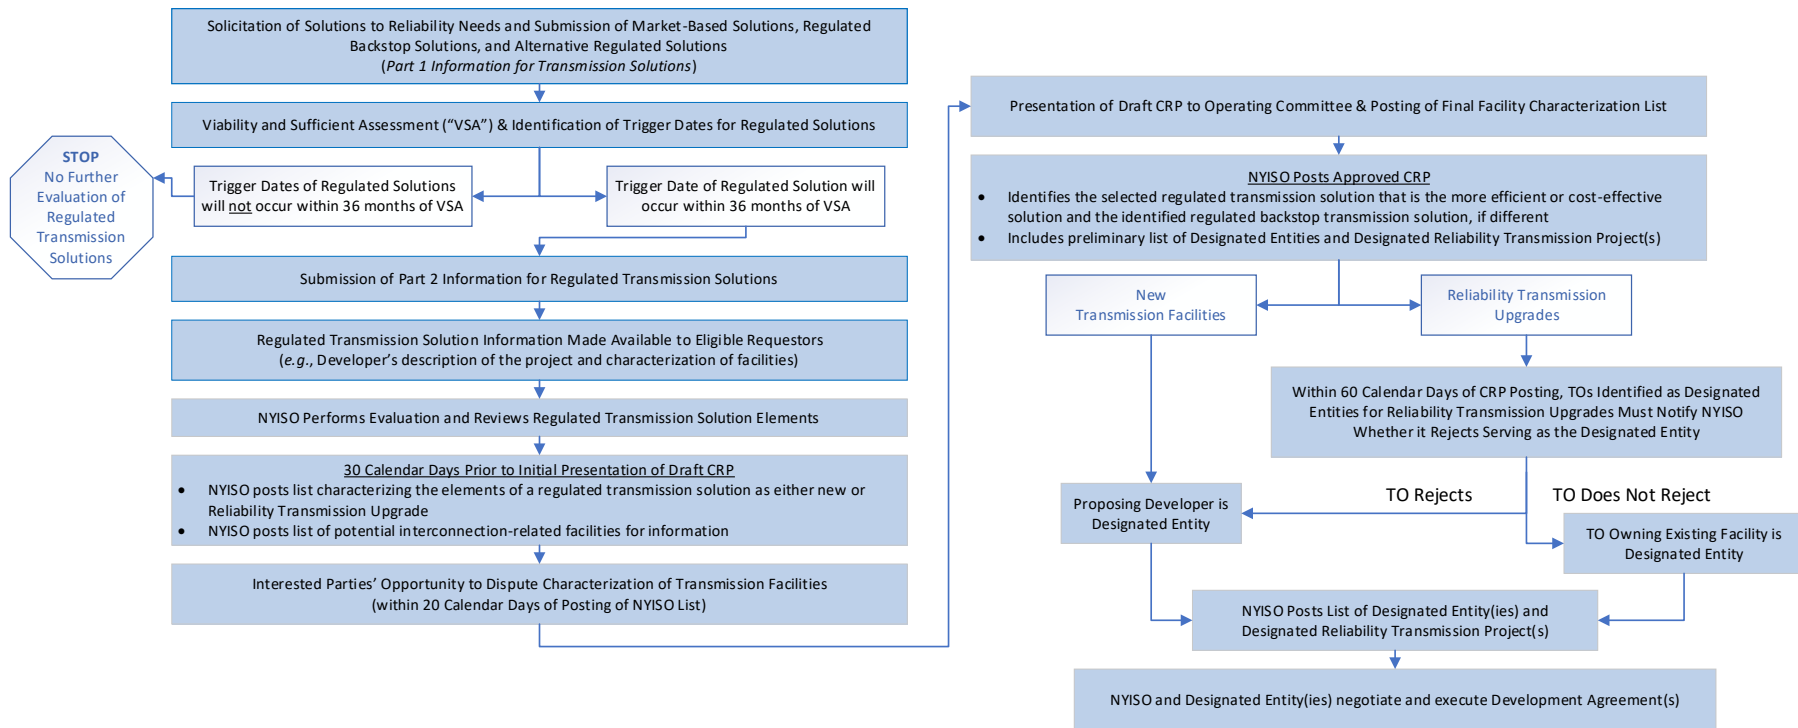 Solicitation of Solutions to Reliability Needs and Submission of Market-Based Solutions, Regulated
Backstop Solutions, and Alternative Regulated Solutions
(Part 1 Information for Transmission Solutions)
Viability and Sufficient Assessment (“VSA”) & Identification of Trigger Dates for Regulated Solutions
STOP
No Further
Evaluation of
Regulated
Transmission
Solutions
Trigger Dates of Regulated Solutions
will not occur within 36 months of VSA
Trigger Date of Regulated Solution will
occur within 36 months of VSA
Submission of Part 2 Information for Regulated Transmission Solutions
Regulated Transmission Solution Information Made Available to Eligible Requestors
(e.g., Developer’s description of the project and characterization of facilities)
NYISO Performs Evaluation and Reviews Regulated Transmission Solution Elements
30 Calendar Days Prior to Initial Presentation of Draft CRP
• NYISO posts list characterizing the elements of a regulated transmission solution as either new or
Reliability Transmission Upgrade
• NYISO posts list of potential interconnection-related facilities for information
Interested Parties’ Opportunity to Dispute Characterization of Transmission Facilities
(within 20 Calendar Days of Posting of NYISO List)
Presentation of Draft CRP to Operating Committee & Posting of Final Facility Characterization List
NYISO Posts Approved CRP
• Identifies the selected regulated transmission solution that is the more efficient or cost-effective
solution and the identified regulated backstop transmission solution, if different
• Includes preliminary list of Designated Entities and Designated Reliability Transmission Project(s)
New
Transmission Facilities
Reliability Transmission
Upgrades
Within 60 Calendar Days of CRP Posting, TOs Identified as Designated
Entities for Reliability Transmission Upgrades Must Notify NYISO
Whether it Rejects Serving as the Designated Entity
TO Rejects
TO Does Not Reject
Proposing Developer is
Designated Entity
TO Owning Existing Facility is
Designated Entity
NYISO Posts List of Designated Entity(ies) and
Designated Reliability Transmission Project(s)
NYISO and Designated Entity(ies) negotiate and execute Development Agreement(s)